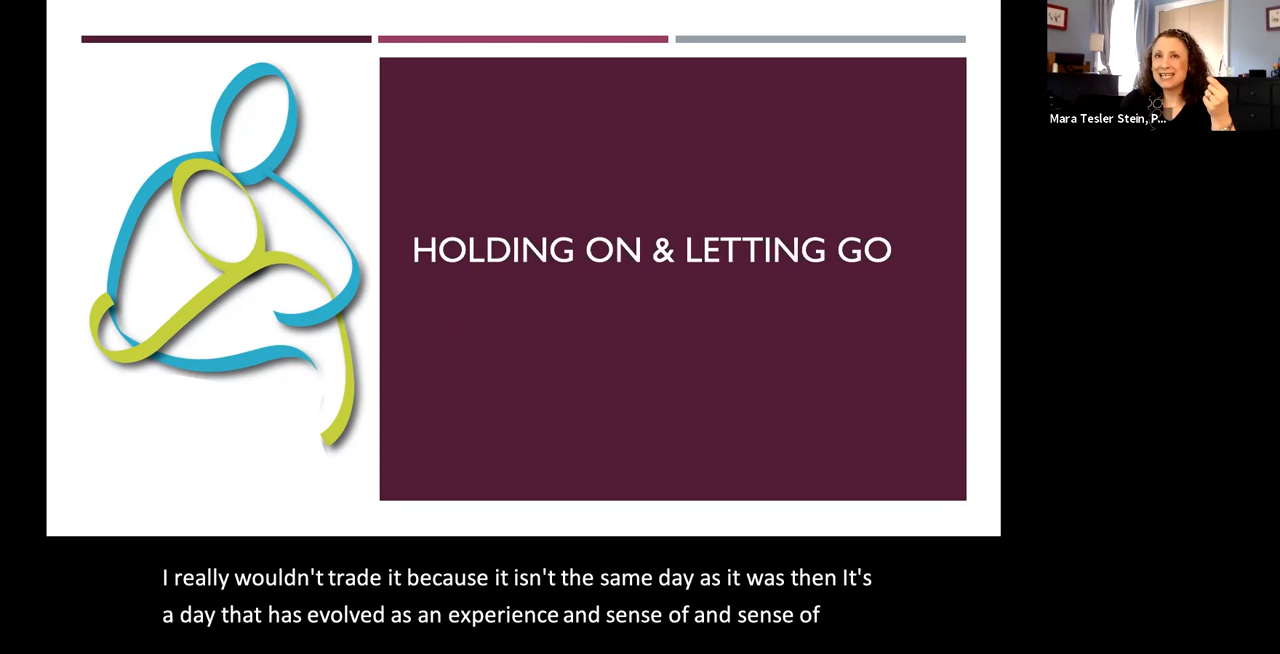 HOLDING ON & LETTING GO
Mara Tesler Stein, P...
I really wouldn't trade it because it isn't the same day as it was then It's
a day that has evolved as an experience and sense of and sense of